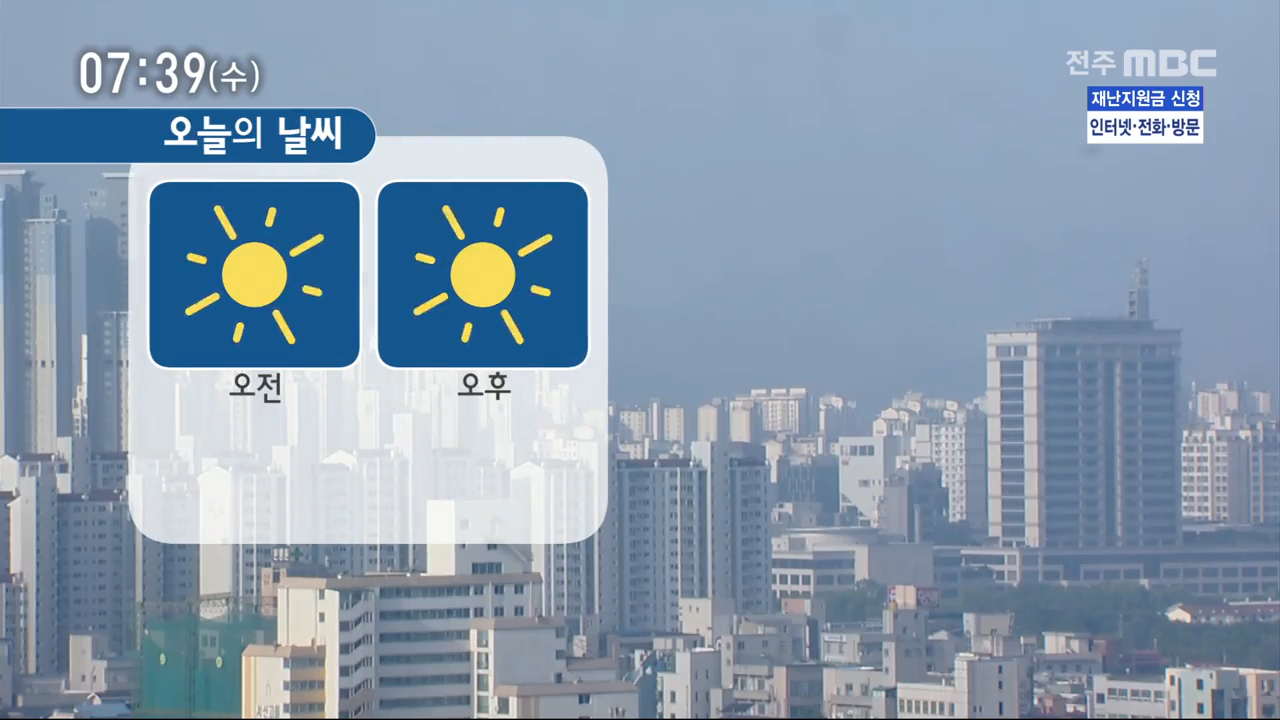 07:39(수)
전주 MBC
재난지원금 신청
인터넷·전화·방문
오늘의 날씨
오전
오후